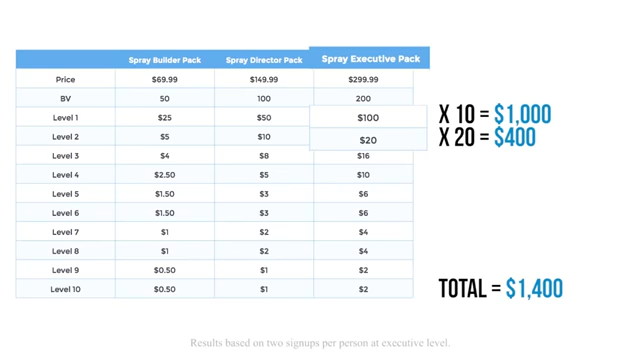 Spray Builder Pack Spray Director Pack Spray Executive Pack
Price $69.99 $149.99 $299.99
BV 50 100 200
Level 1 $25 $50 $100 X 10 = $1,000
Level 2 $5 $10 $20 X 20 = $400
Level 3 $4 $8 $16
Level 4 $2.50 $5 $10
Level 5 $1.50 $3 $6
Level 6 $1.50 $3 $6
Level 7 $1 $2 $4
Level 8 $1 $2 $4
Level 9 $0.50 $1 $2
Level 10 $0.50 $1 $2 TOTAL = $1,400
Results based on two signups per person at executive level.